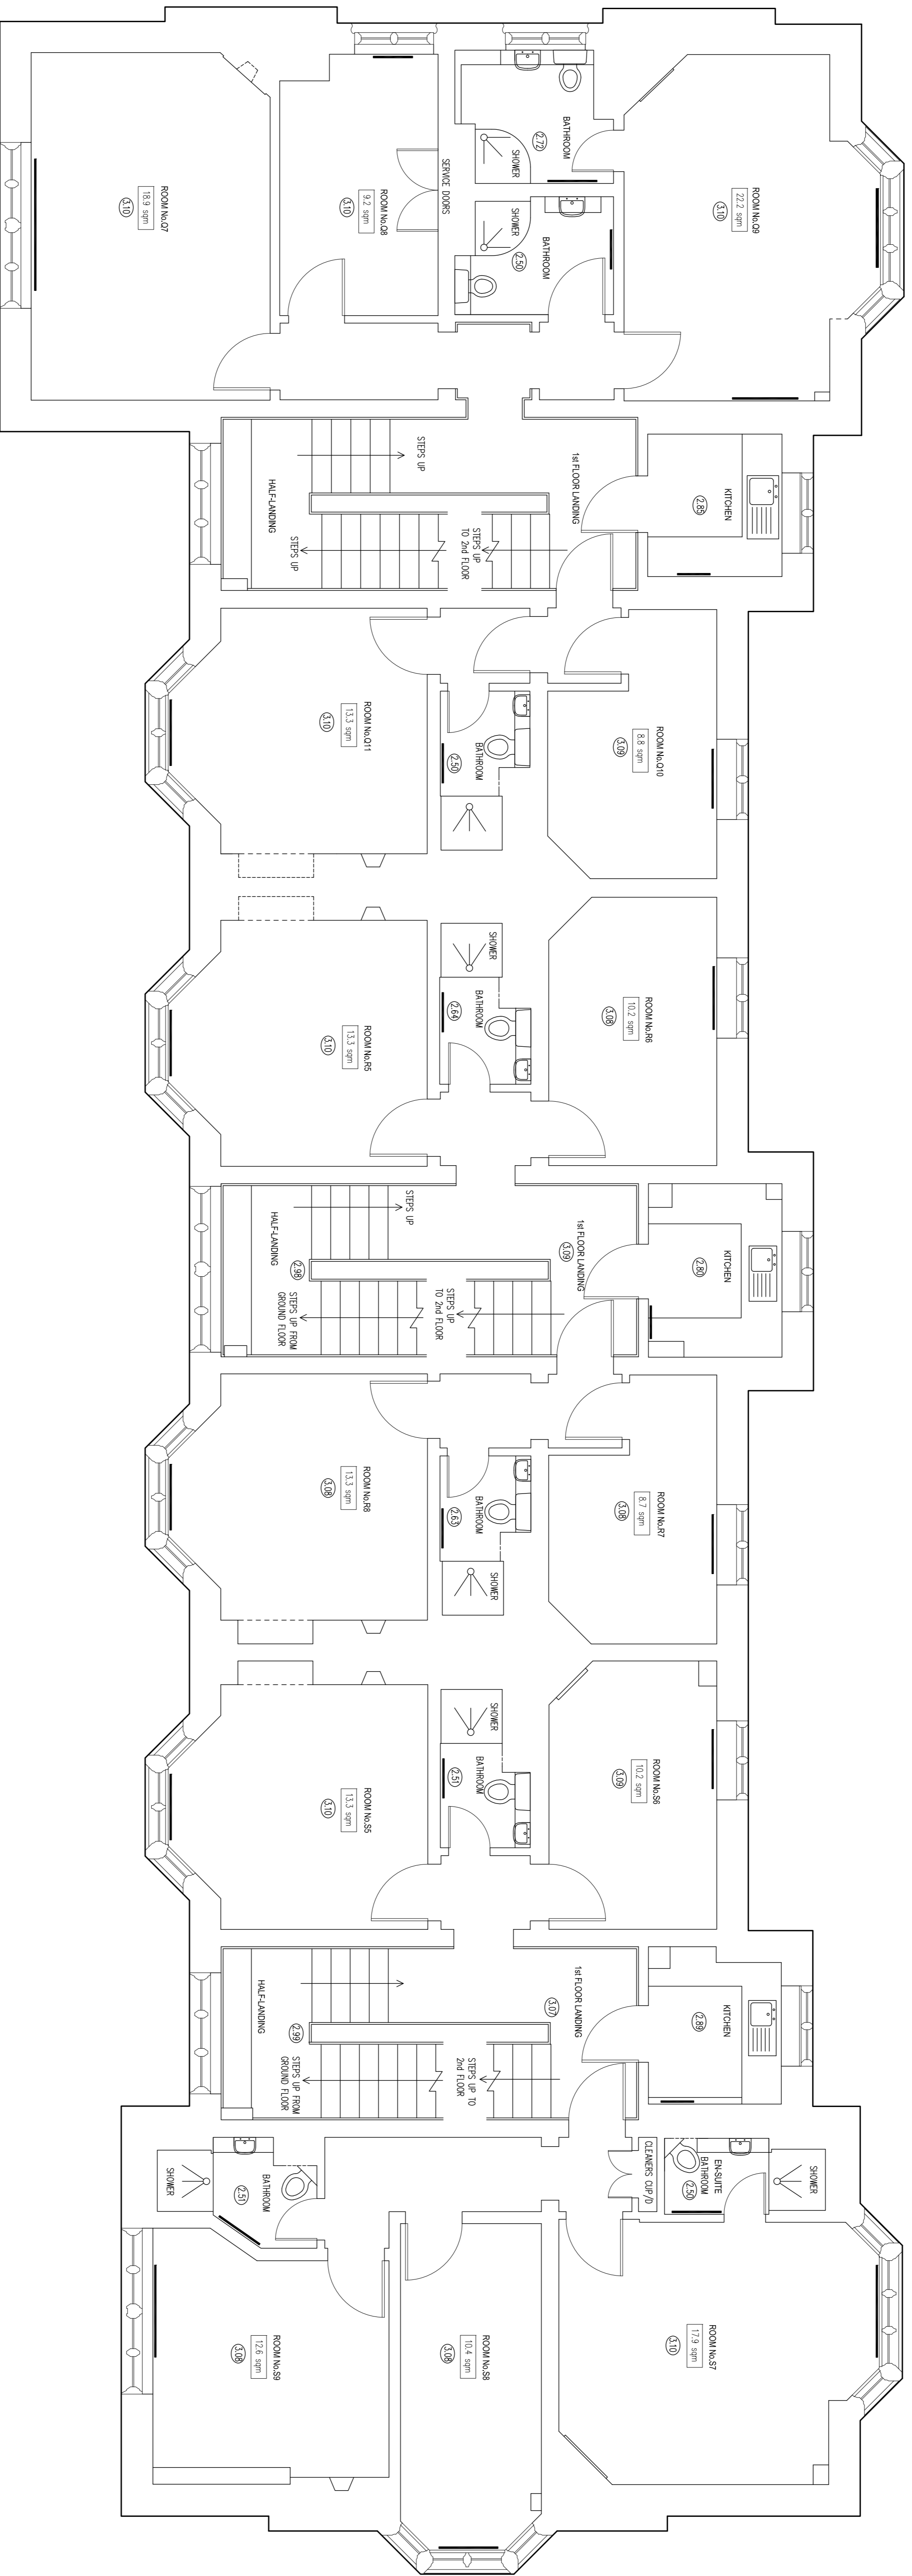 ROOM No.Q9
22.2 sqm
3.10
BATHROOM
2.72
SHOWER
SERVICE DOORS
ROOM No.Q8
9.2 sqm
3.10
ROOM No.Q7
18.9 sqm
3.10
BATHROOM
2.50
SHOWER
KITCHEN
2.85
1st FLOOR LANDING
STEPS UP
HALF-LANDING
STEPS UP
TO 2nd FLOOR
STEPS UP
ROOM No.Q10
8.8 sqm
3.09
BATHROOM
2.50
ROOM No.Q11
13.3 sqm
3.10
ROOM No.R6
10.2 sqm
3.08
SHOWER
BATHROOM
2.64
ROOM No.R5
13.3 sqm
3.10
KITCHEN
2.80
1st FLOOR LANDING
3.09
STEPS UP
HALF-LANDING
2.98
STEPS UP
TO 2nd FLOOR
STEPS UP FROM
GROUND FLOOR
ROOM No.R7
8.7 sqm
3.08
BATHROOM
2.63
SHOWER
ROOM No.R8
13.3 sqm
3.08
ROOM No.S6
10.2 sqm
3.09
SHOWER
BATHROOM
2.51
ROOM No.S5
13.3 sqm
3.10
KITCHEN
2.89
1st FLOOR LANDING
3.07
HALF-LANDING
2.99
STEPS UP TO
2nd FLOOR
STEPS UP FROM
GROUND FLOOR
SHOWER
EN-SUITE
BATHROOM
2.50
CLEANERS CUP/D
BATHROOM
2.51
SHOWER
ROOM No.S7
17.9 sqm
3.10
ROOM No.S8
10.4 sqm
3.08
ROOM No.S9
12.6 sqm
3.08